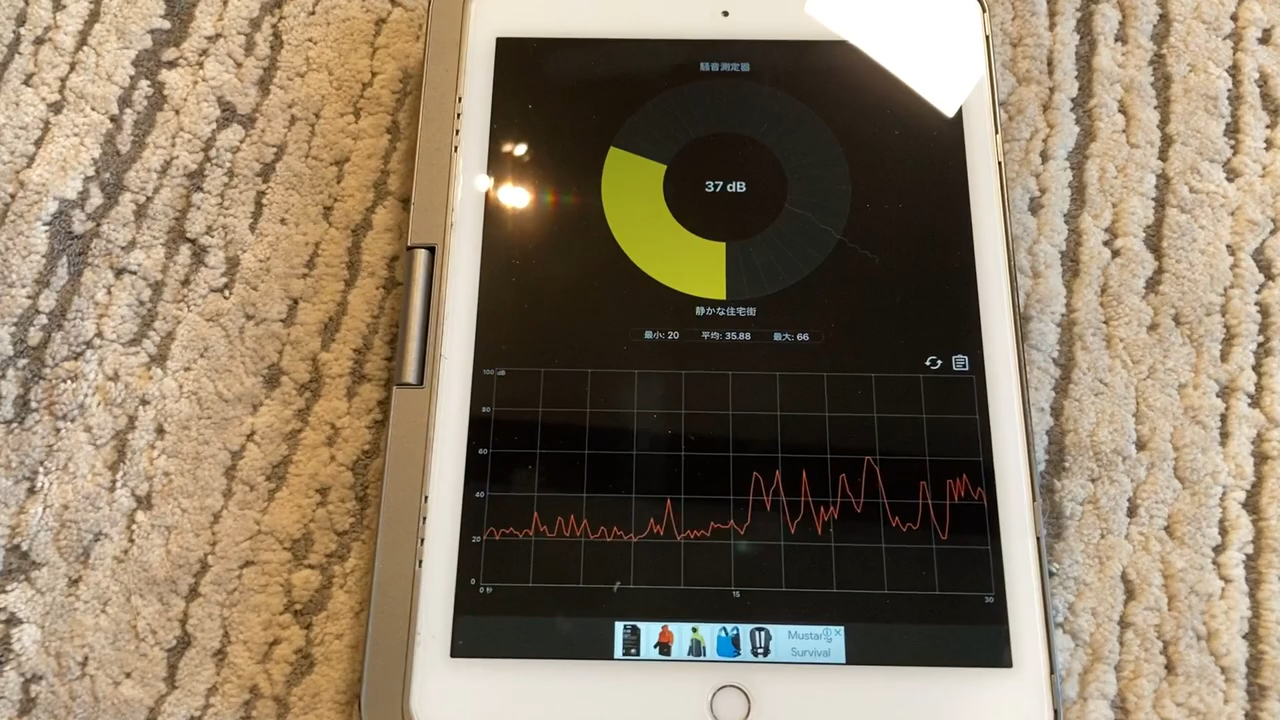 騒音測定器
37 dB
静かな住宅街
最小: 20 平均: 35.88 最大: 66
100 dB
80
60
40
20
0
0 秒 15 30
Mustang
Survival